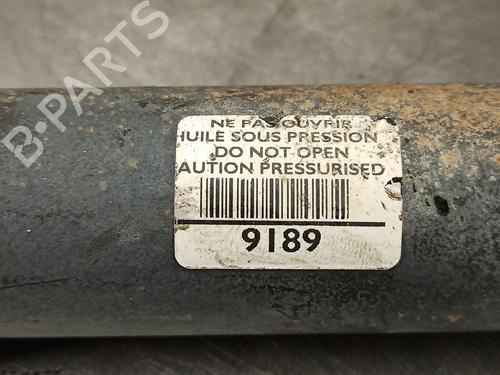 B-PARTS
NE PAS OUVRIR
HUILE SOUS PRESSION
DO NOT OPEN
AUTION PRESSURISED
9189